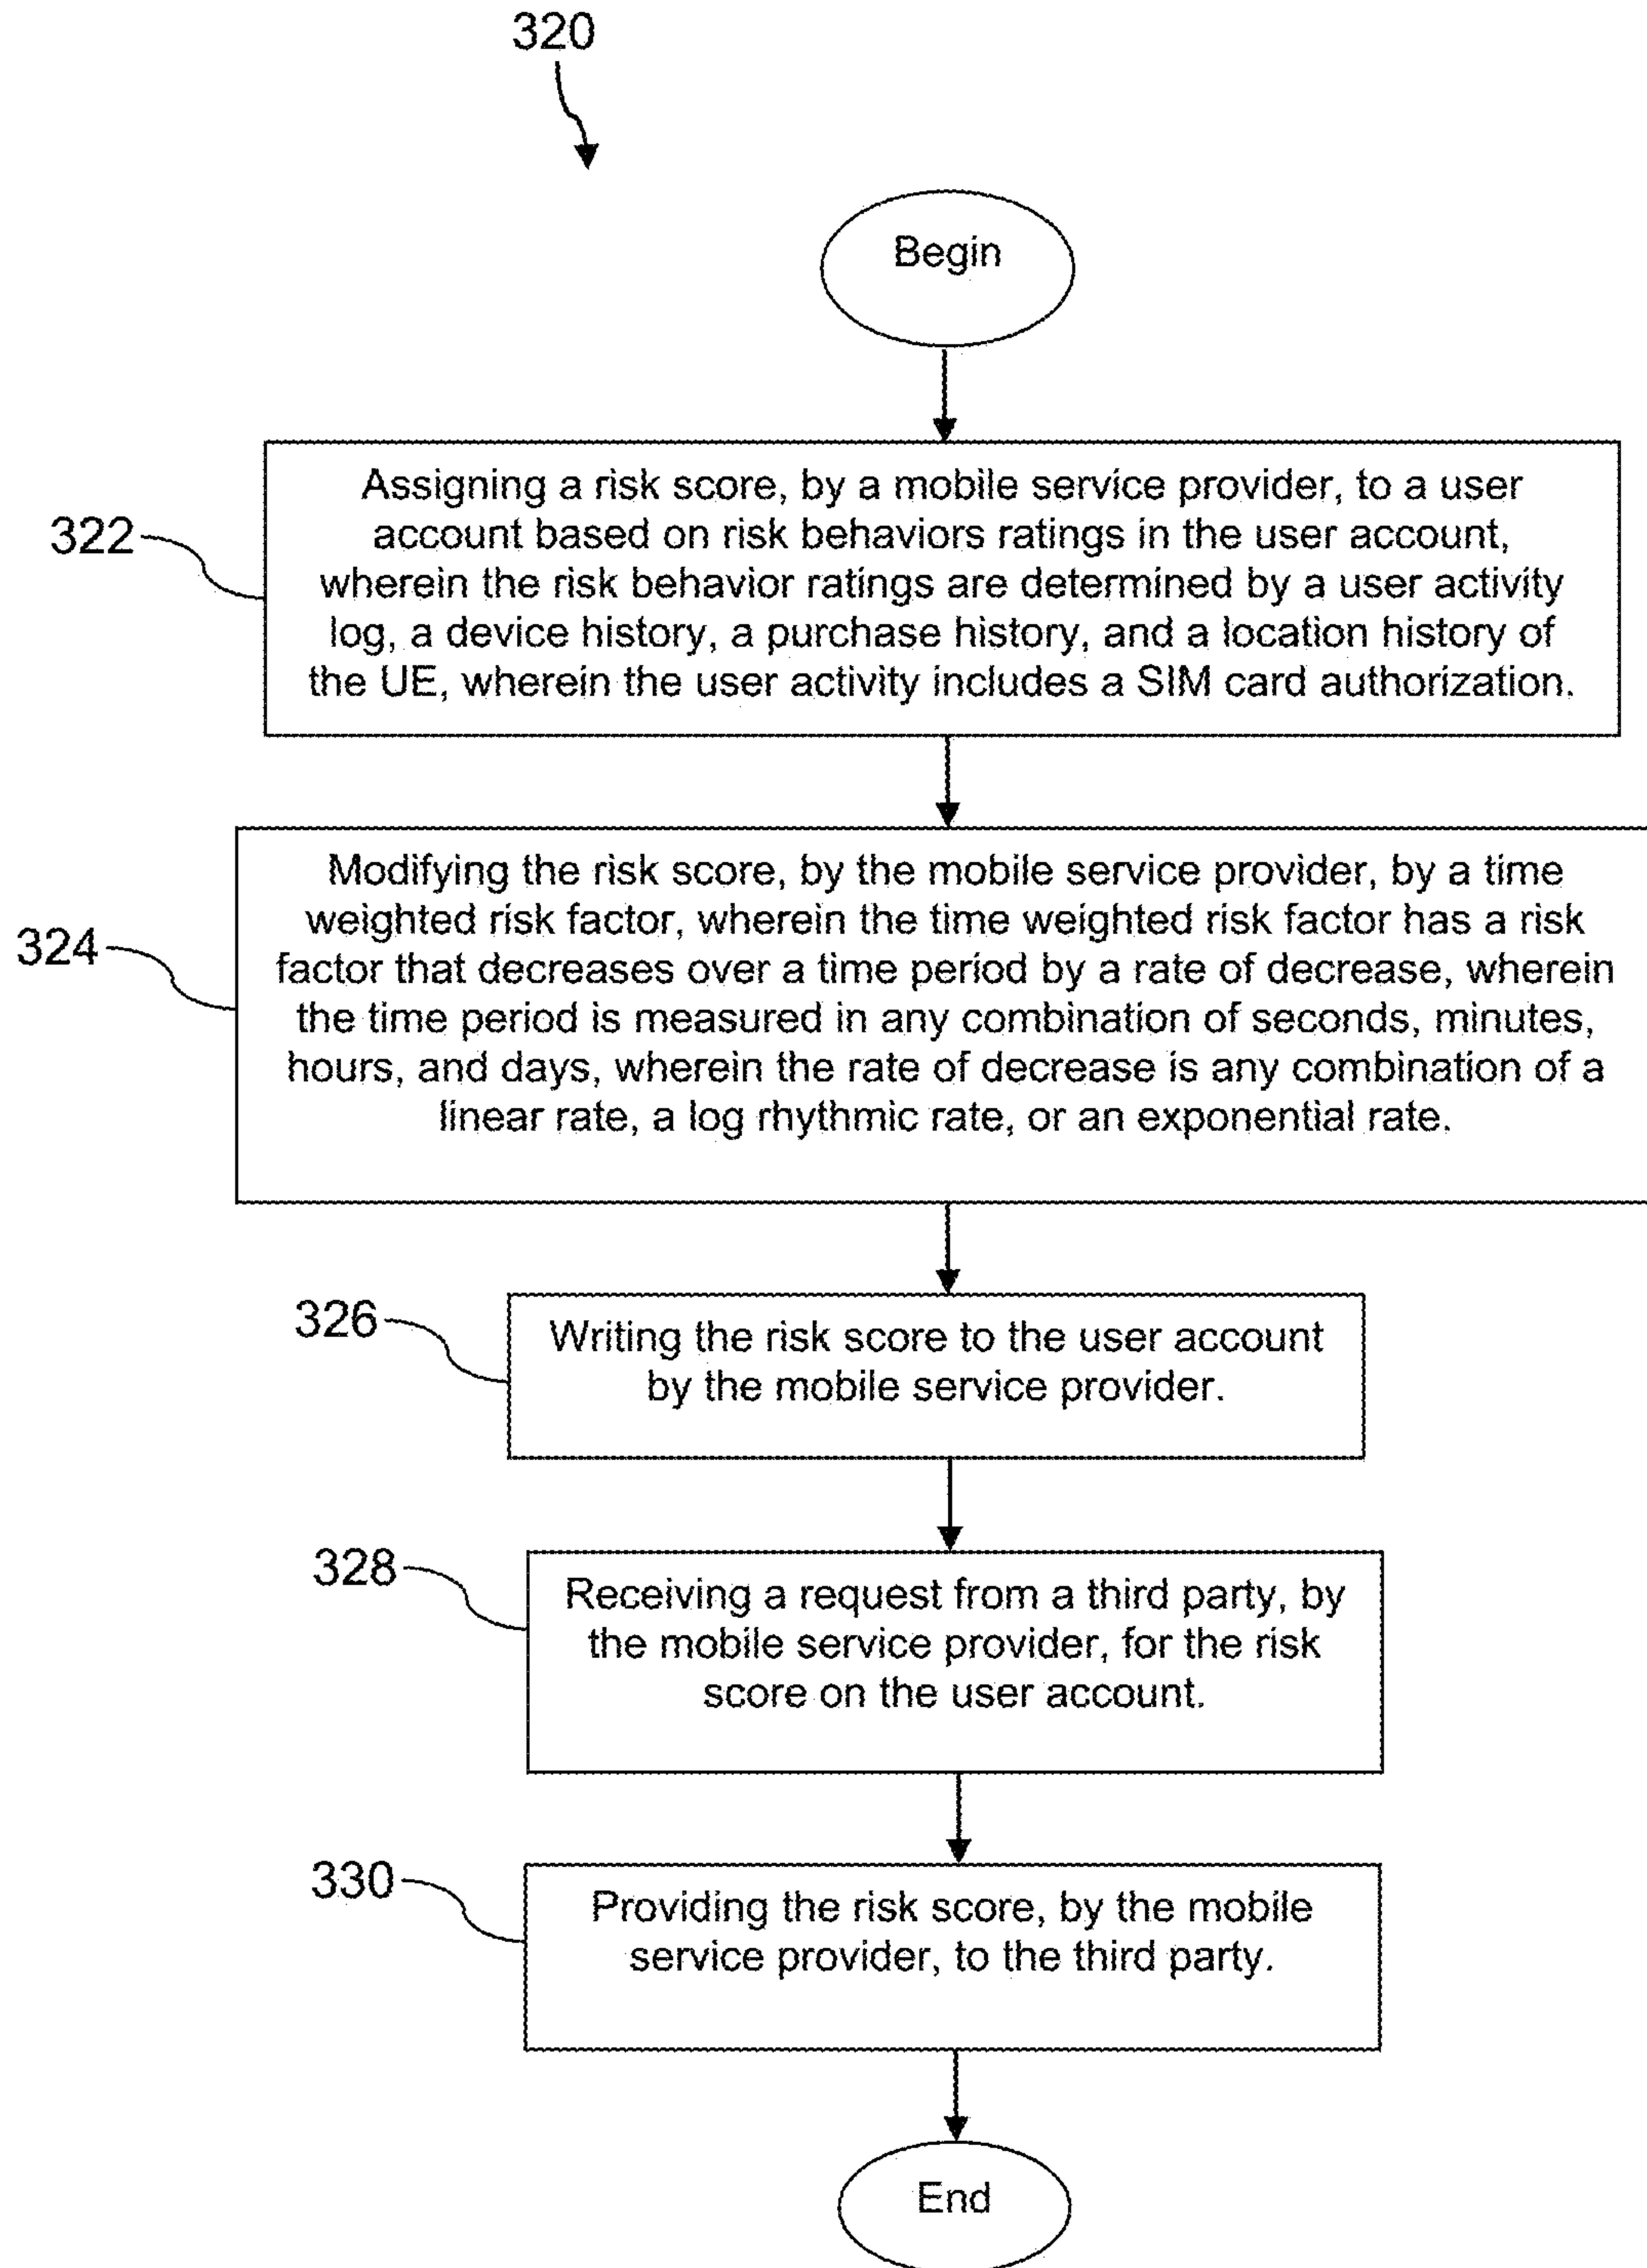 320
Begin
322
Assigning a risk score, by a mobile service provider, to a user
account based on risk behaviors ratings in the user account,
wherein the risk behavior ratings are determined by a user activity
log, a device history, a purchase history, and a location history of
the UE, wherein the user activity includes a SIM card authorization.
324
Modifying the risk score, by the mobile service provider, by a time
weighted risk factor, wherein the time weighted risk factor has a risk
factor that decreases over a time period by a rate of decrease, wherein
the time period is measured in any combination of seconds, minutes,
hours, and days, wherein the rate of decrease is any combination of a
linear rate, a log rhythmic rate, or an exponential rate.
326
Writing the risk score to the user account
by the mobile service provider.
328
Receiving a request from a third party, by
the mobile service provider, for the risk
score on the user account.
330
Providing the risk score, by the mobile
service provider, to the third party.
End